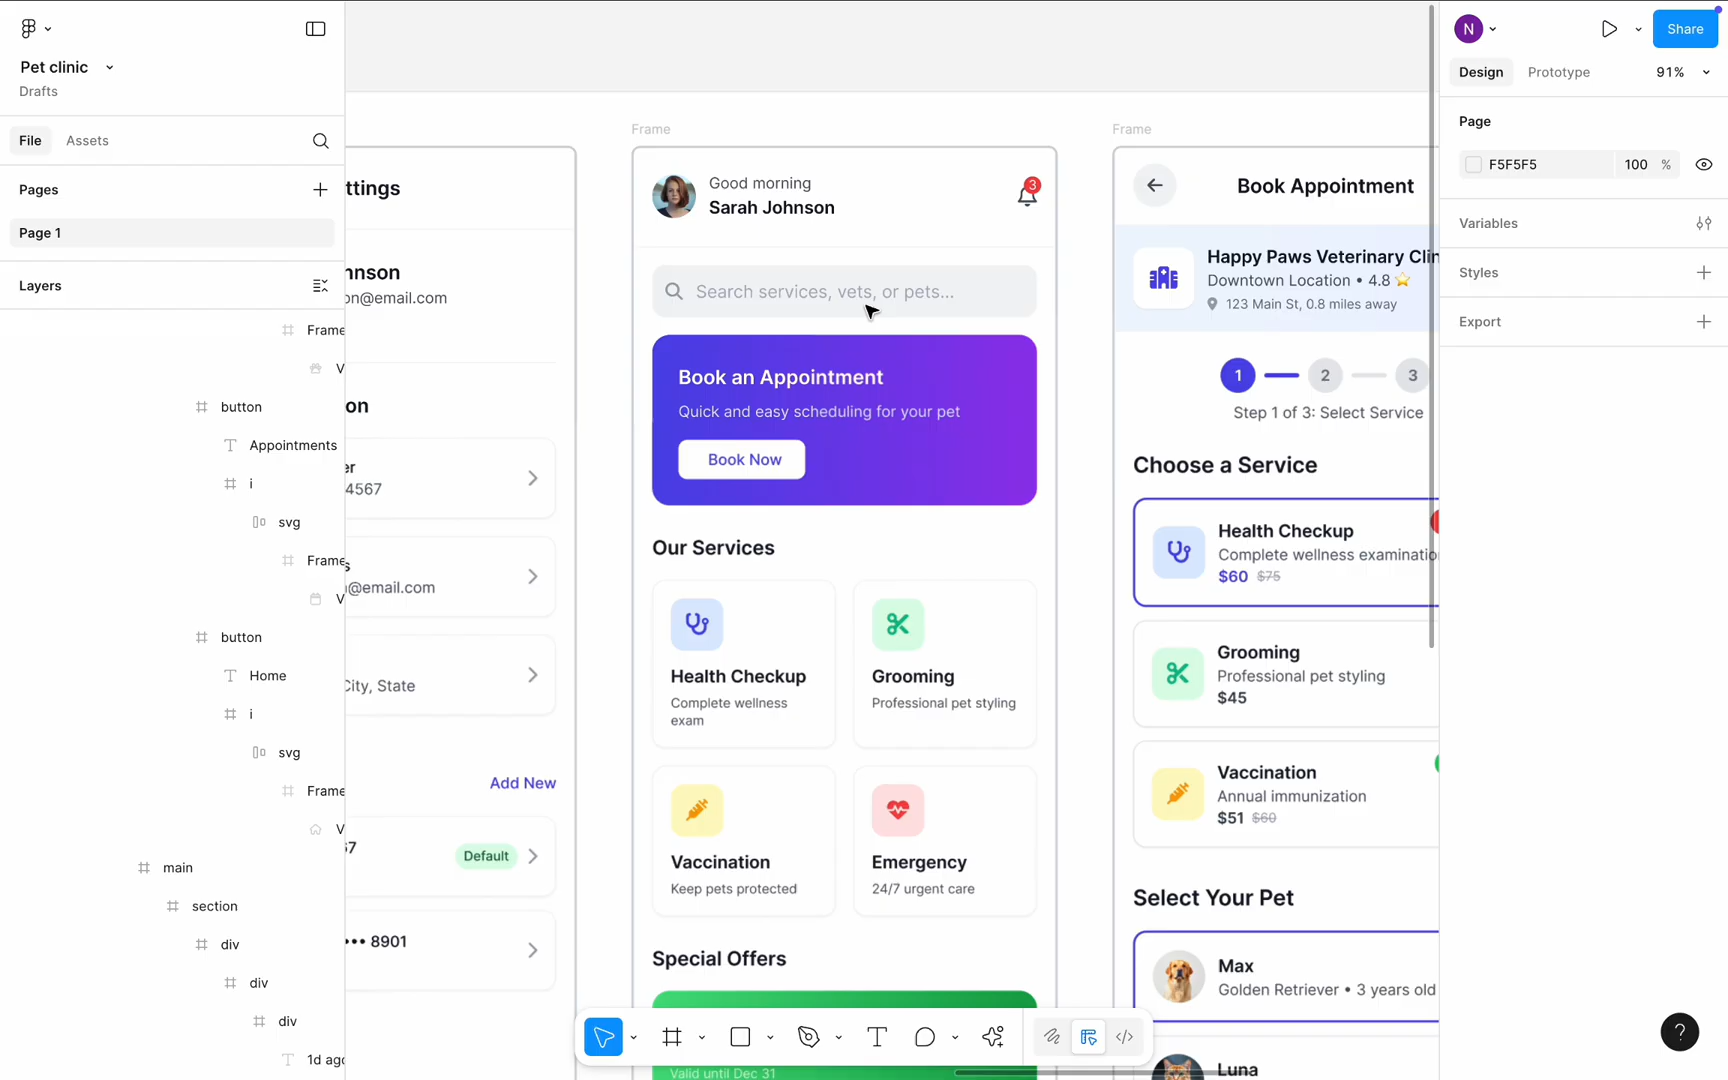 Pet clinic
Drafts
File
Assets
Pages
Page 1
Layers
Frame
V
button
Appointments
i
svg
Frame
V
button
Home
i
svg
Frame
V
main
section
div
div
div
1d ago
ttings
nnson
on@email.com
on
er
4567
s
n@email.com
City, State
Add New
67
Default
••• 8901
Frame
Good morning
Sarah Johnson
3
Search services, vets, or pets...
Book an Appointment
Quick and easy scheduling for your pet
Book Now
Our Services
Health Checkup
Complete wellness
exam
Grooming
Professional pet styling
Vaccination
Keep pets protected
Emergency
24/7 urgent care
Special Offers
Valid until Dec 31
Frame
Book Appointment
Happy Paws Veterinary Clin
Downtown Location • 4.8
123 Main St, 0.8 miles away
1
2
3
Step 1 of 3: Select Service
Choose a Service
Health Checkup
Complete wellness examinatio
$60 $75
Grooming
Professional pet styling
$45
Vaccination
Annual immunization
$51 $60
Select Your Pet
Max
Golden Retriever • 3 years old
Luna
N
Share
Design
Prototype
91%
Page
F5F5F5
100 %
Variables
Styles
Export
?